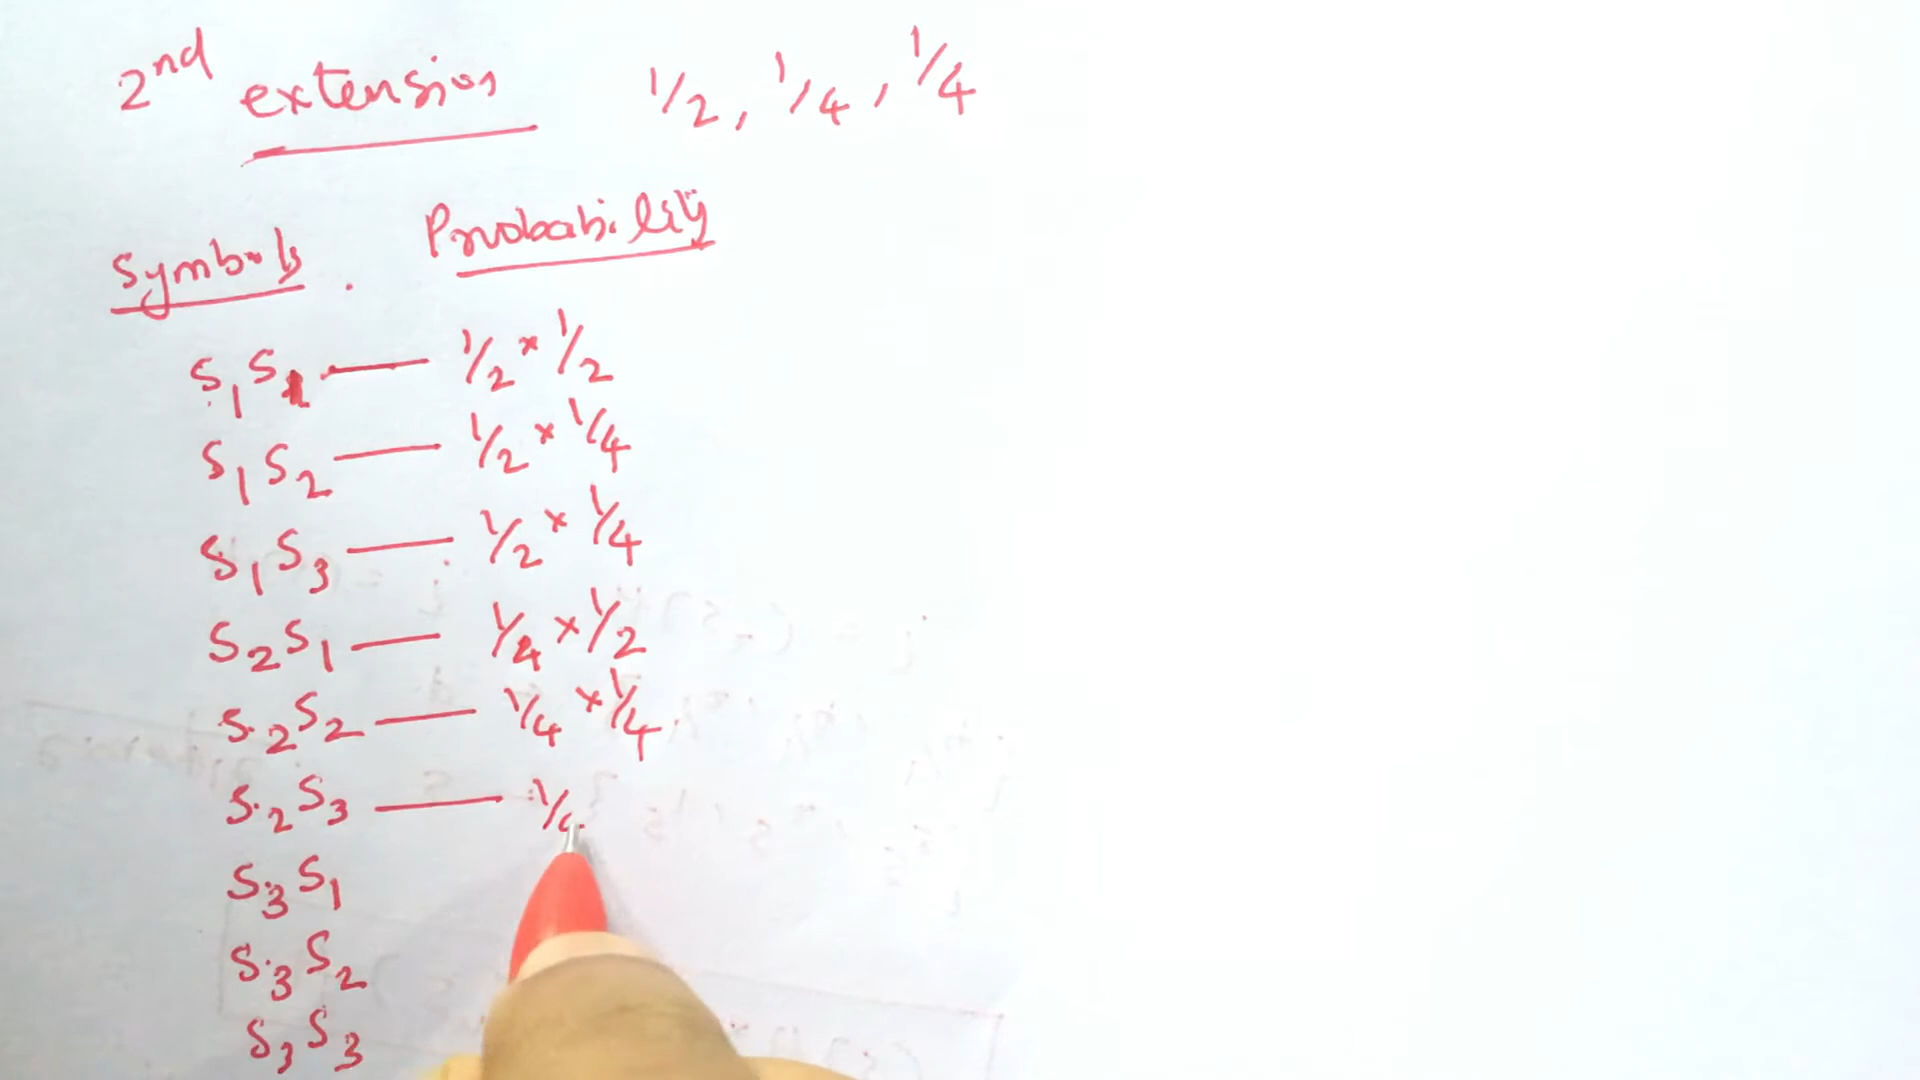 2nd extension 1/2, 1/4, 1/4
Symbols. Probability
S1S1 — 1/2 × 1/2
S1S2 — 1/2 × 1/4
S1S3 — 1/2 × 1/4
S2S1 — 1/4 × 1/2
S2S2 — 1/4 × 1/4
S2S3 — 1/4
S3S1
S3S2
S3S3